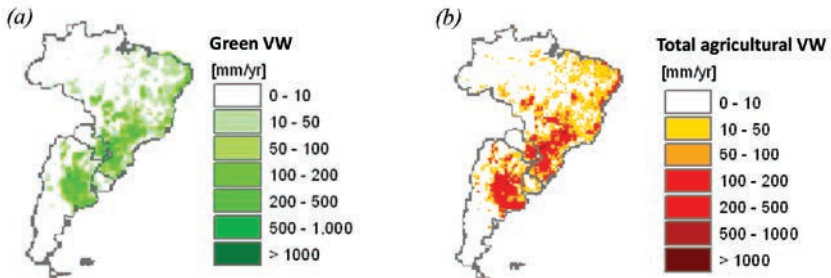 (a)
Green VW
[mm/yr]
0 - 10
10 - 50
50 - 100
100 - 200
200 - 500
500 - 1,000
> 1000
(b)
Total agricultural VW
[mm/yr]
0 - 10
10 - 50
50 - 100
100 - 200
200 - 500
500 - 1000
> 1000